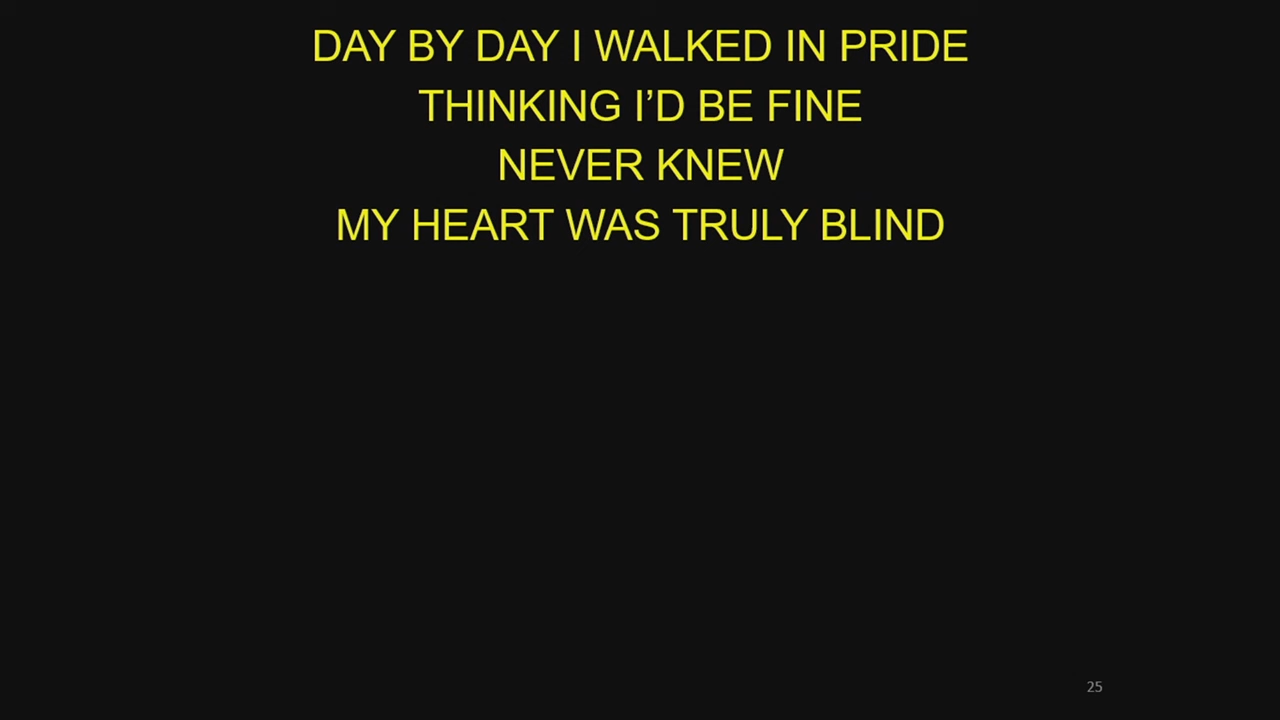 DAY BY DAY I WALKED IN PRIDE
THINKING I’D BE FINE
NEVER KNEW
MY HEART WAS TRULY BLIND
25